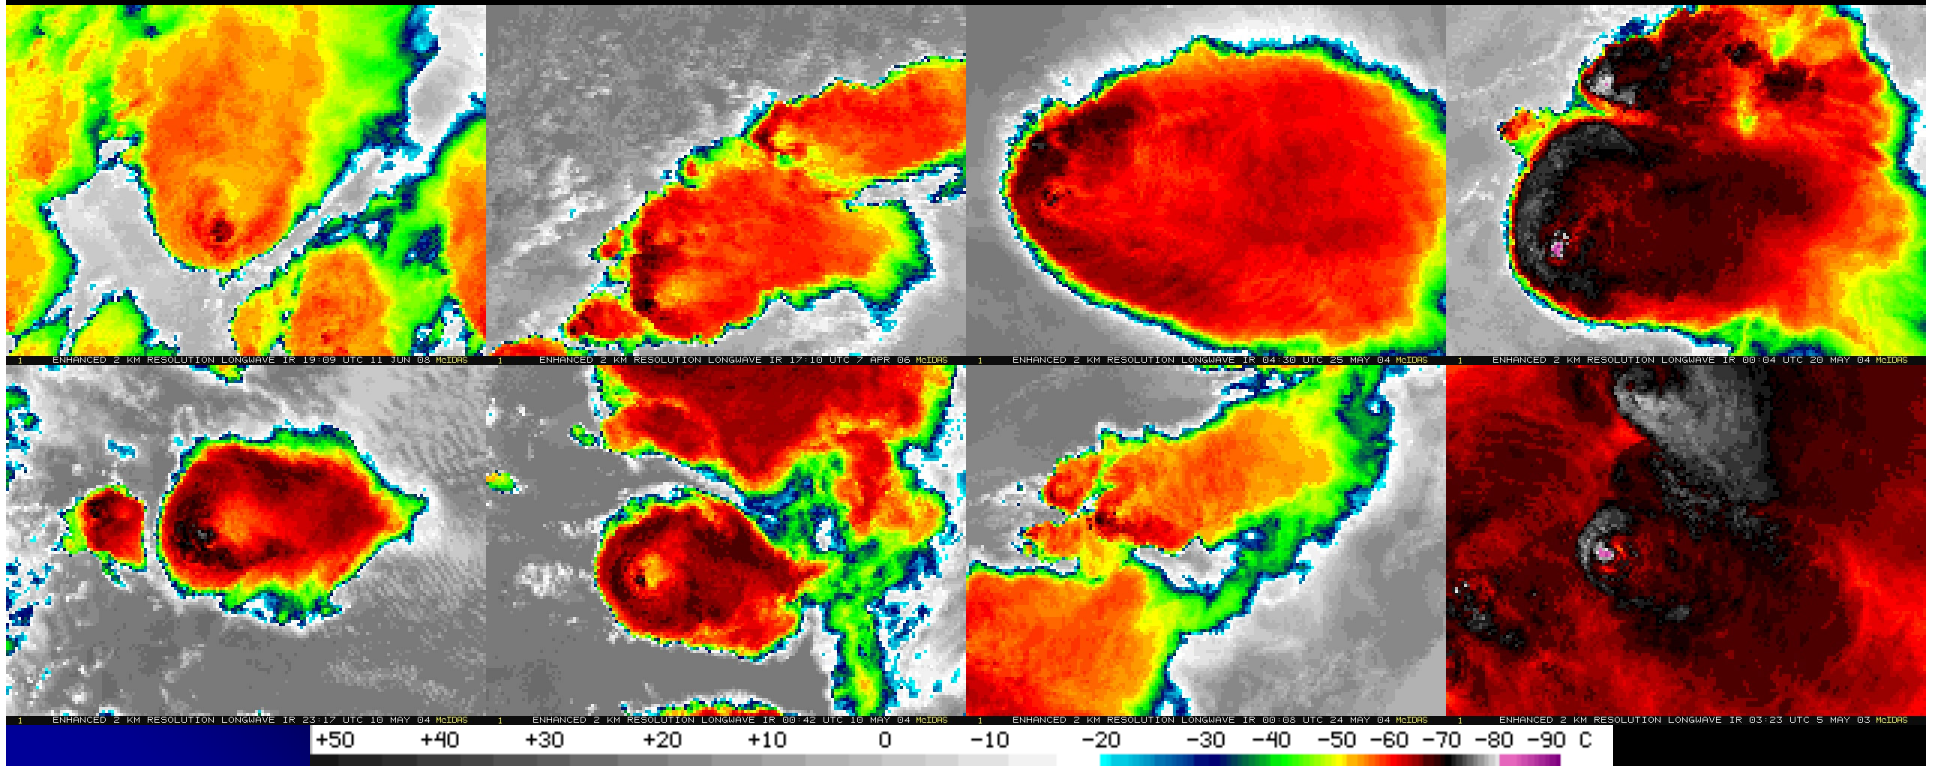 1 ENHANCED 2 KM RESOLUTION LONGWAVE IR 19:09 UTC 11 JUN 08 McIDAS
1 ENHANCED 2 KM RESOLUTION LONGWAVE IR 17:10 UTC 7 APR 06 McIDAS
1 ENHANCED 2 KM RESOLUTION LONGWAVE IR 04:30 UTC 25 MAY 04 McIDAS
1 ENHANCED 2 KM RESOLUTION LONGWAVE IR 00:04 UTC 20 MAY 04 McIDAS
1 ENHANCED 2 KM RESOLUTION LONGWAVE IR 23:17 UTC 10 MAY 04 McIDAS
1 ENHANCED 2 KM RESOLUTION LONGWAVE IR 00:42 UTC 10 MAY 04 McIDAS
1 ENHANCED 2 KM RESOLUTION LONGWAVE IR 00:08 UTC 24 MAY 04 McIDAS
1 ENHANCED 2 KM RESOLUTION LONGWAVE IR 03:23 UTC 5 MAY 03 McIDAS
+50 +40 +30 +20 +10 0 -10 -20 -30 -40 -50 -60 -70 -80 -90 C